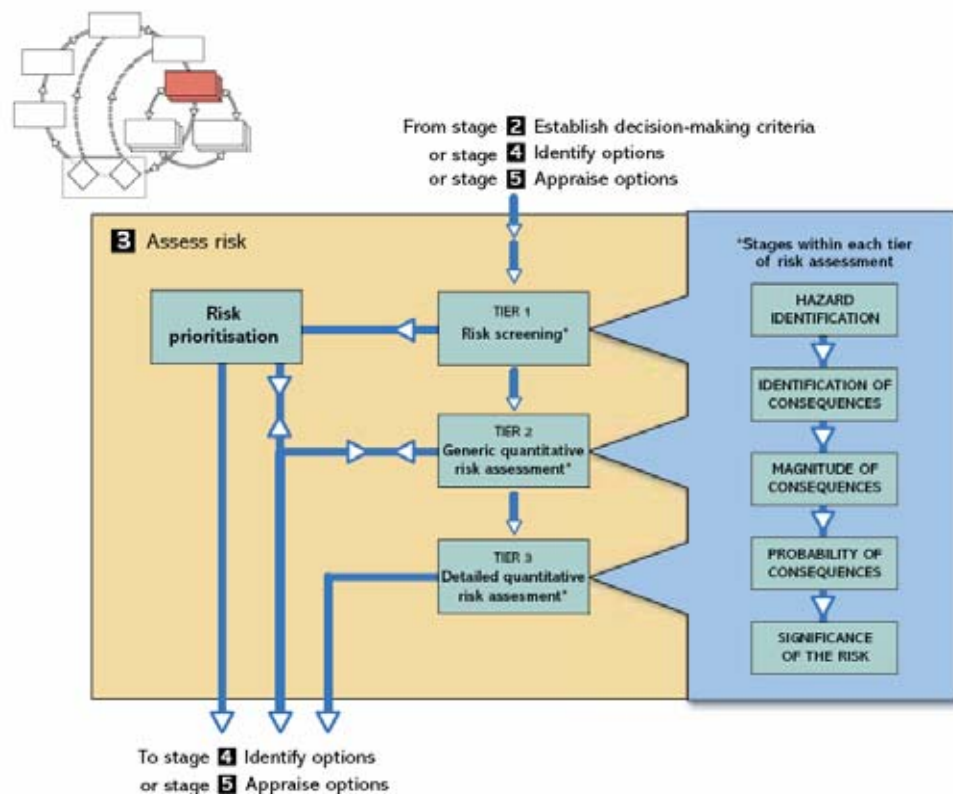 From stage 2 Establish decision-making criteria
or stage 4 Identify options
or stage 5 Appraise options
3 Assess risk
*Stages within each tier
of risk assessment
Risk
prioritisation
TIER 1
Risk screening*
TIER 2
Generic quantitative
risk assessment*
TIER 3
Detailed quantitative
risk assesment*
HAZARD
IDENTIFICATION
IDENTIFICATION OF
CONSEQUENCES
MAGNITUDE OF
CONSEQUENCES
PROBABILITY OF
CONSEQUENCES
SIGNIFICANCE
OF THE RISK
To stage 4 Identify options
or stage 5 Appraise options